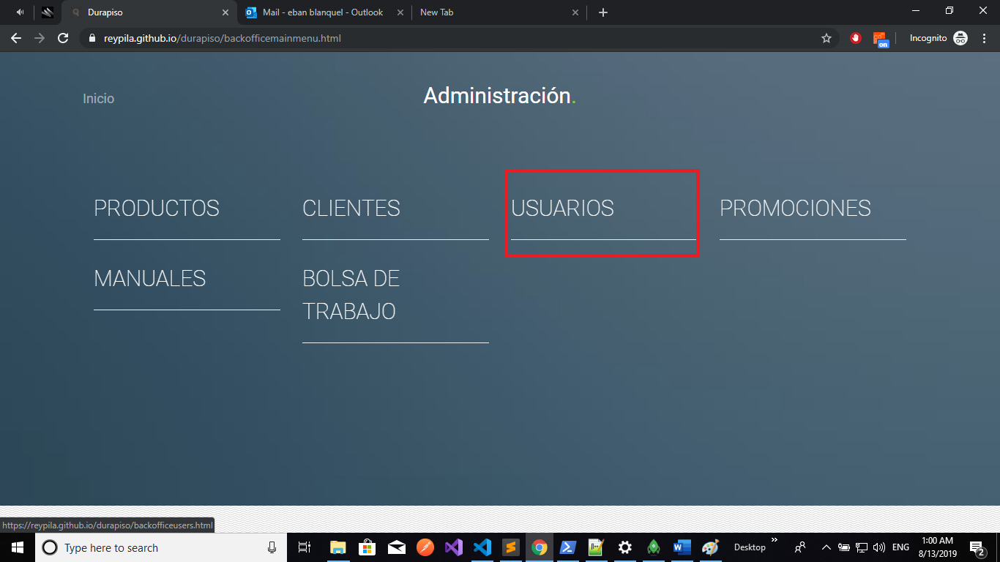 Durapiso
Mail - eban blanquel - Outlook
New Tab
reypila.github.io/durapiso/backofficemainmenu.html
on
Incognito
Inicio
Administración.
PRODUCTOS
CLIENTES
USUARIOS
PROMOCIONES
MANUALES
BOLSA DE
TRABAJO
https://reypila.github.io/durapiso/backofficeusers.html
Type here to search
Desktop
ENG
1:00 AM
8/13/2019
2